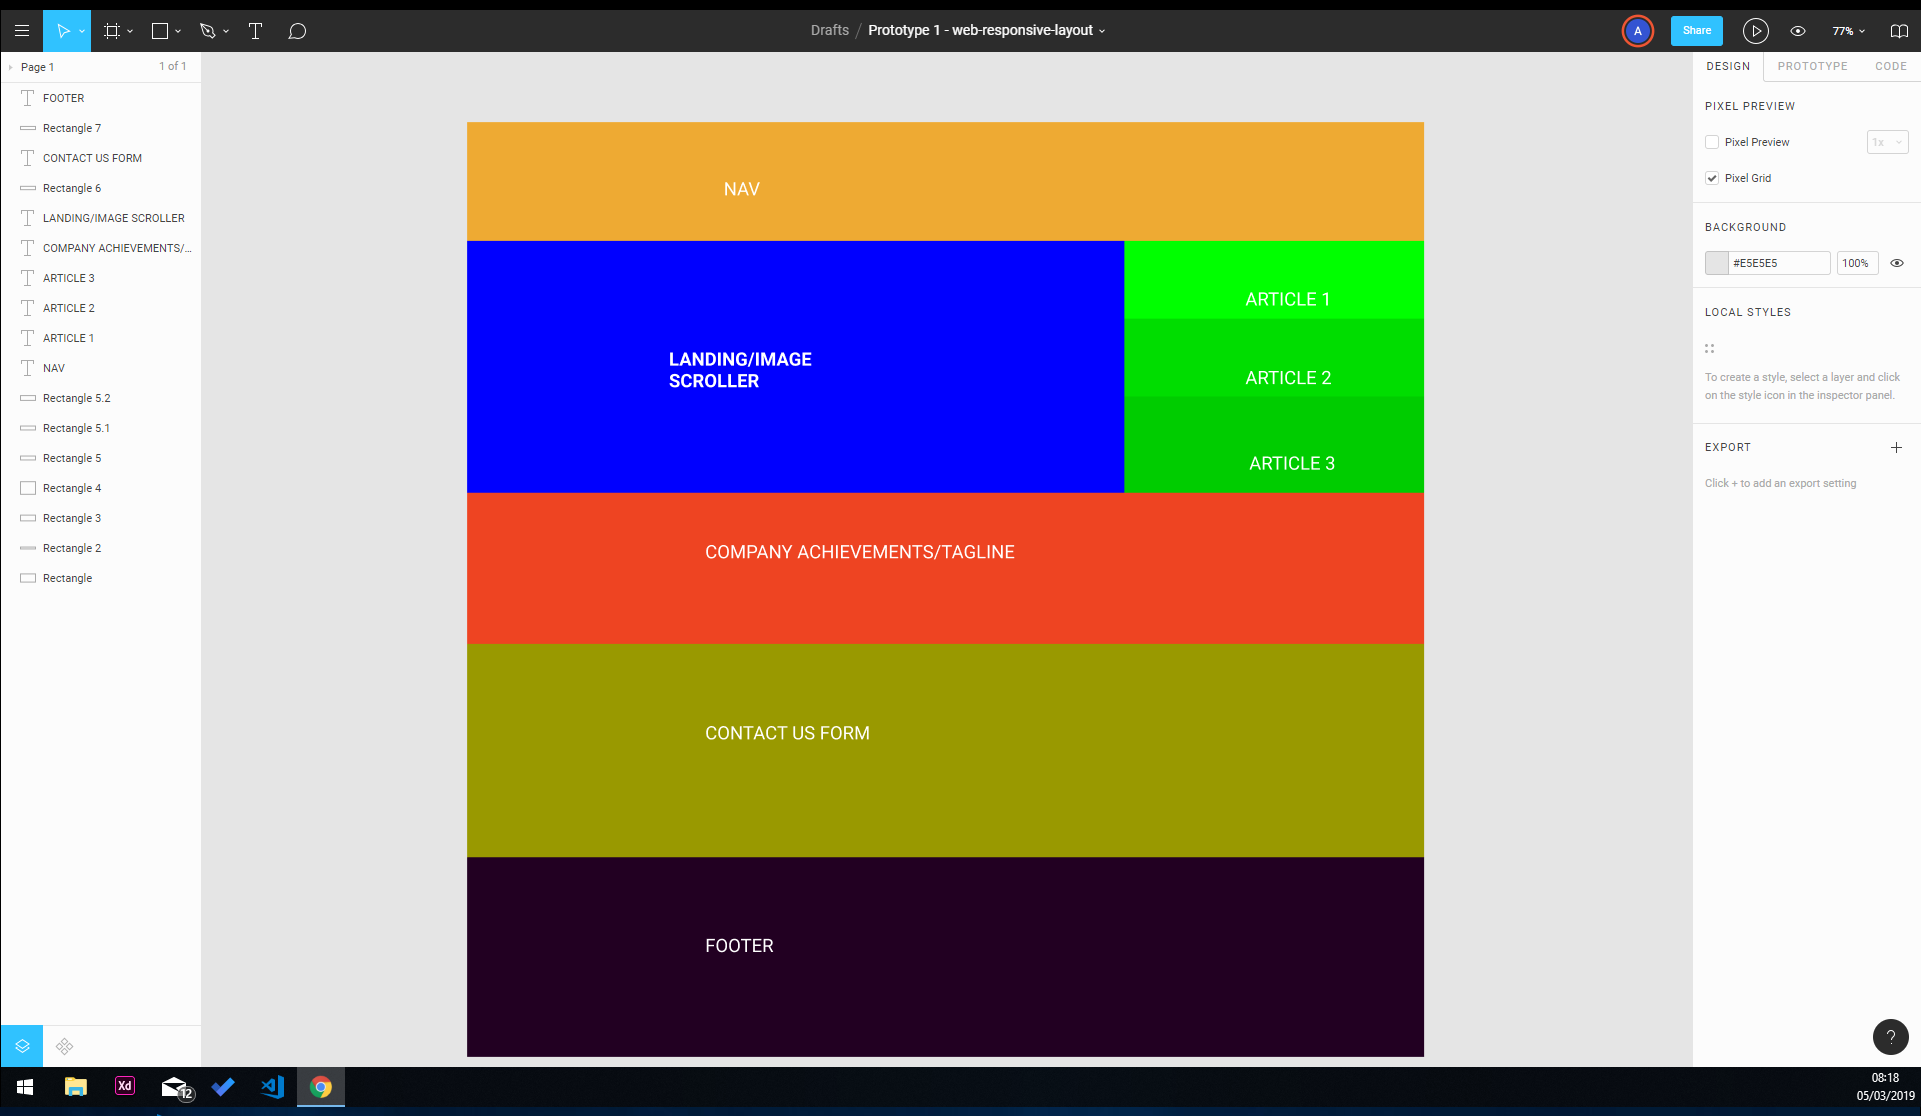 Drafts / Prototype 1 - web-responsive-layout
A
Share
77%
Page 1
1 of 1
FOOTER
Rectangle 7
CONTACT US FORM
Rectangle 6
LANDING/IMAGE SCROLLER
COMPANY ACHIEVEMENTS/...
ARTICLE 3
ARTICLE 2
ARTICLE 1
NAV
Rectangle 5.2
Rectangle 5.1
Rectangle 5
Rectangle 4
Rectangle 3
Rectangle 2
Rectangle
NAV
LANDING/IMAGE
SCROLLER
ARTICLE 1
ARTICLE 2
ARTICLE 3
COMPANY ACHIEVEMENTS/TAGLINE
CONTACT US FORM
FOOTER
DESIGN
PROTOTYPE
CODE
PIXEL PREVIEW
Pixel Preview
1x
Pixel Grid
BACKGROUND
#E5E5E5
100%
LOCAL STYLES
To create a style, select a layer and click
on the style icon in the inspector panel.
EXPORT
Click + to add an export setting
?
Xd
12
08:18
05/03/2019